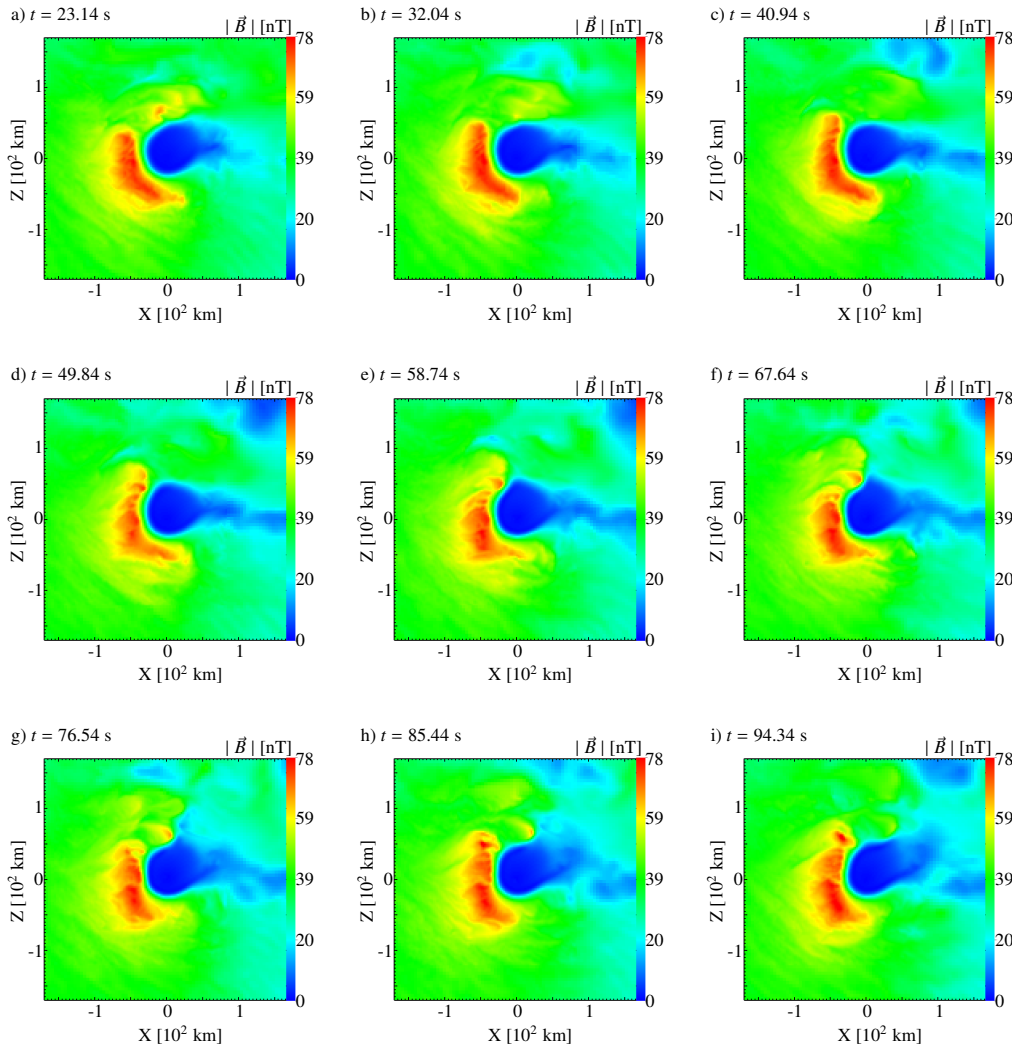 a) t = 23.14 s
| B⃗ | [nT]
78
59
39
20
0
1
0
-1
Z [10² km]
-1 0 1
X [10² km]
b) t = 32.04 s
| B⃗ | [nT]
78
59
39
20
0
1
0
-1
Z [10² km]
-1 0 1
X [10² km]
c) t = 40.94 s
| B⃗ | [nT]
78
59
39
20
0
1
0
-1
Z [10² km]
-1 0 1
X [10² km]
d) t = 49.84 s
| B⃗ | [nT]
78
59
39
20
0
1
0
-1
Z [10² km]
-1 0 1
X [10² km]
e) t = 58.74 s
| B⃗ | [nT]
78
59
39
20
0
1
0
-1
Z [10² km]
-1 0 1
X [10² km]
f) t = 67.64 s
| B⃗ | [nT]
78
59
39
20
0
1
0
-1
Z [10² km]
-1 0 1
X [10² km]
g) t = 76.54 s
| B⃗ | [nT]
78
59
39
20
0
1
0
-1
Z [10² km]
-1 0 1
X [10² km]
h) t = 85.44 s
| B⃗ | [nT]
78
59
39
20
0
1
0
-1
Z [10² km]
-1 0 1
X [10² km]
i) t = 94.34 s
| B⃗ | [nT]
78
59
39
20
0
1
0
-1
Z [10² km]
-1 0 1
X [10² km]